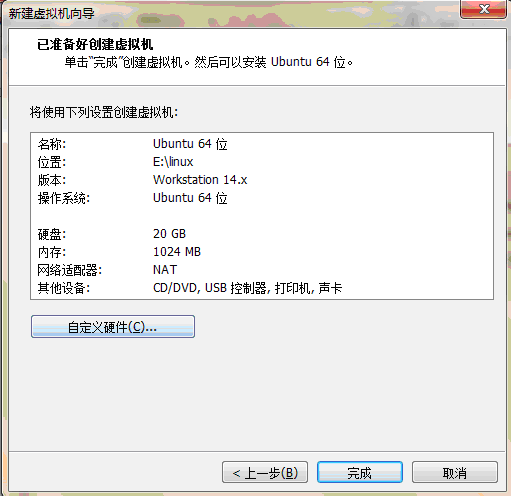 新建虚拟机向导
已准备好创建虚拟机
单击“完成”创建虚拟机。然后可以安装 Ubuntu 64 位。
将使用下列设置创建虚拟机:
名称: Ubuntu 64 位
位置: E:\linux
版本: Workstation 14.x
操作系统: Ubuntu 64 位
硬盘: 20 GB
内存: 1024 MB
网络适配器: NAT
其他设备: CD/DVD, USB 控制器, 打印机, 声卡
自定义硬件(C)...
< 上一步(B) 完成 取消